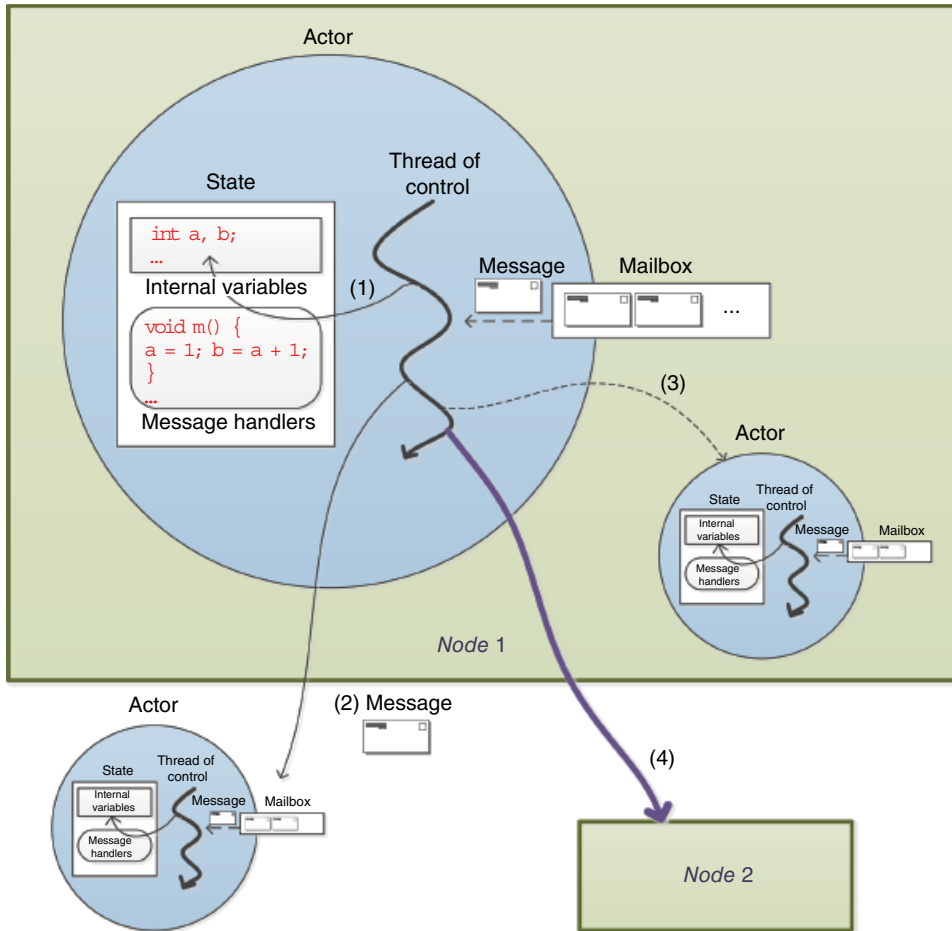 Actor
Thread of
control
State
int a, b;
...
Internal variables
(1)
Message
Mailbox
...
void m() {
a = 1; b = a + 1;
}
...
Message handlers
(3)
Actor
State
Thread of
control
Internal
variables
Message
Mailbox
Message
handlers
Node 1
Actor
(2) Message
(4)
State
Thread of
control
Internal
variables
Message
Mailbox
Message
handlers
Node 2